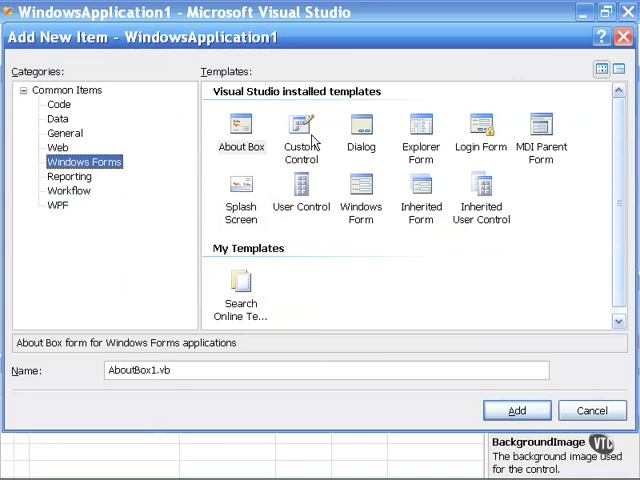 WindowsApplication1 - Microsoft Visual Studio
Add New Item - WindowsApplication1
Categories:
Templates:
Common Items
Code
Data
General
Web
Windows Forms
Reporting
Workflow
WPF
Visual Studio installed templates
About Box
Custom Control
Dialog
Explorer Form
Login Form
MDI Parent Form
Splash Screen
User Control
Windows Form
Inherited Form
Inherited User Control
My Templates
Search Online Te...
About Box form for Windows Forms applications
Name:
AboutBox1.vb
Add
Cancel
BackgroundImage
The background image used
for the control.
VTC